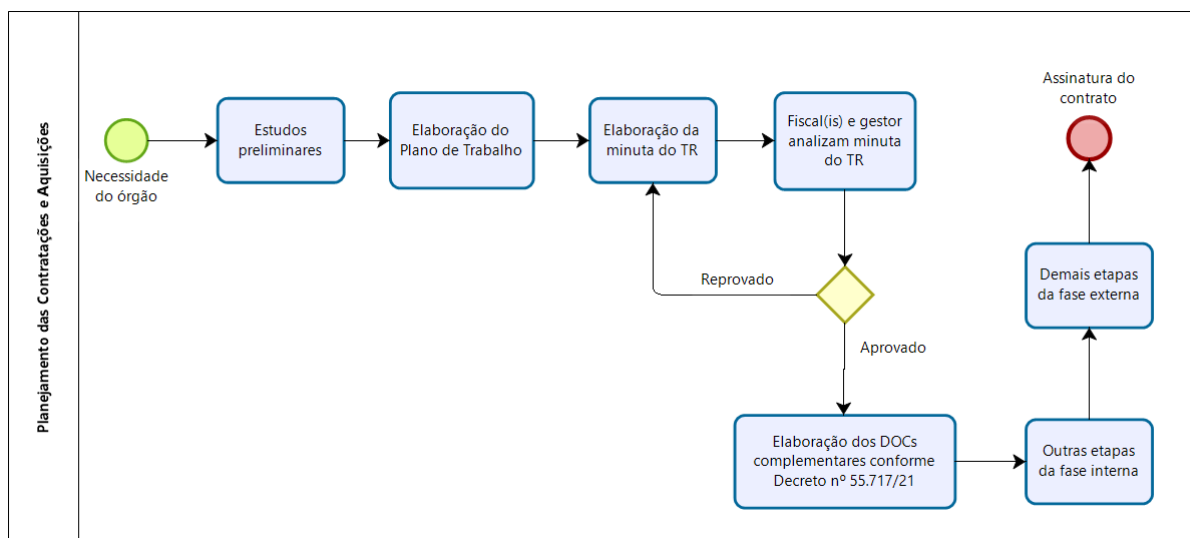 Planejamento das Contratações e Aquisições
Necessidade
do órgão
Estudos
preliminares
Elaboração do
Plano de Trabalho
Elaboração da
minuta do TR
Fiscal(is) e gestor
analizam minuta
do TR
Reprovado
Aprovado
Elaboração dos DOCs
complementares conforme
Decreto nº 55.717/21
Outras etapas
da fase interna
Demais etapas
da fase externa
Assinatura do
contrato